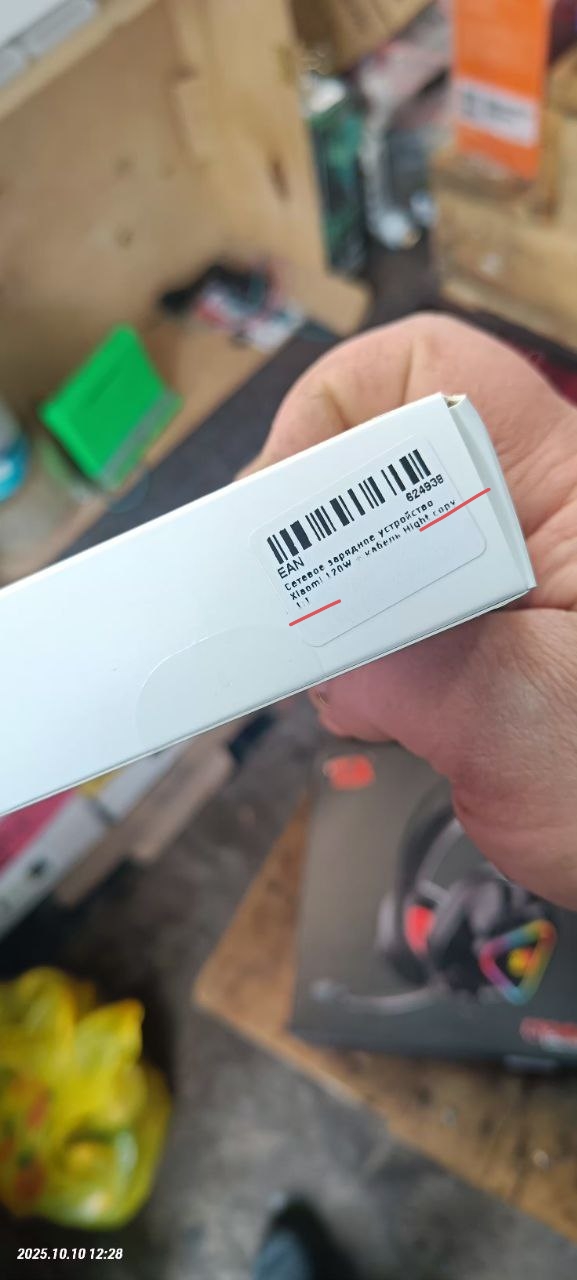 624938
EAN
Сетевое зарядное устройство
Xiaomi 120W + кабель Hight copy
1:1
2025.10.10 12:28